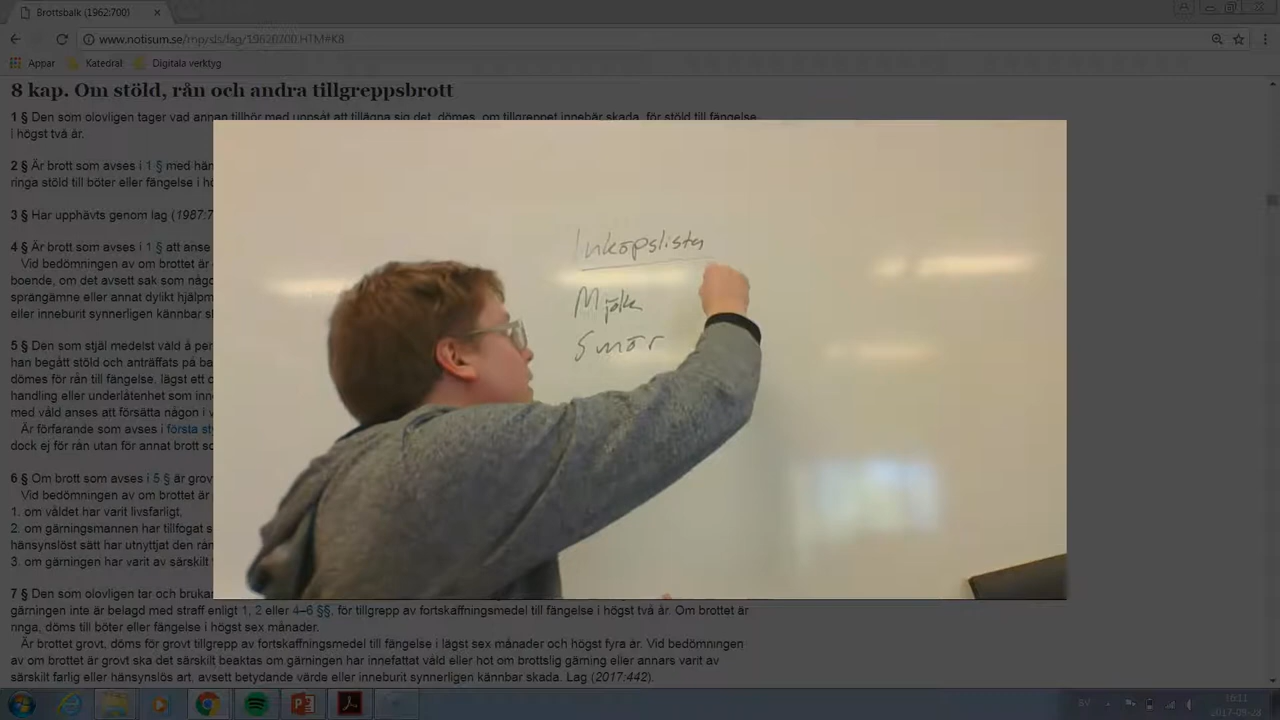 Brottsbalk (1962:700)
www.notisum.se/rnp/sls/lag/19620700.HTM#K8
Appar Katedral Digitala verktyg
8 kap. Om stöld, rån och andra tillgreppsbrott
1 § Den som olovligen tager vad annan tillhör med uppsåt att tillägna sig det, dömes, om tillgreppet innebär skada, för stöld till fängelse
i högst två år.
2 § Är brott som avses i 1 § med hän
ringa stöld till böter eller fängelse i hö
3 § Har upphävts genom lag (1987:7
4 § Är brott som avses i 1 § att anse
Vid bedömningen av om brottet är
boende, om det avsett sak som någo
sprängämne eller annat dylikt hjälpm
eller inneburit synnerligen kännbar sk
5 § Den som stjäl medelst våld å per
han begått stöld och anträffats på ba
dömes för rån till fängelse, lägst ett o
handling eller underlåtenhet som inne
med våld anses att försätta någon i v
Är förfarande som avses i första sty
dock ej för rån utan för annat brott so
6 § Om brott som avses i 5 § är grov
Vid bedömningen av om brottet är
1. om våldet har varit livsfarligt,
2. om gärningsmannen har tillfogat s
hänsynslöst sätt har utnyttjat den rån
3. om gärningen har varit av särskilt
7 § Den som olovligen tar och brukar
gärningen inte är belagd med straff enligt 1, 2 eller 4–6 §§, för tillgrepp av fortskaffningsmedel till fängelse i högst två år. Om brottet är
ringa, döms till böter eller fängelse i högst sex månader.
Är brottet grovt, döms för grovt tillgrepp av fortskaffningsmedel till fängelse i lägst sex månader och högst fyra år. Vid bedömningen
av om brottet är grovt ska det särskilt beaktas om gärningen har innefattat våld eller hot om brottslig gärning eller annars varit av
särskilt farlig eller hänsynslös art, avsett betydande värde eller inneburit synnerligen kännbar skada. Lag (2017:442).
Inköpslista
Mjölk
Smör
SV
16:11
2017-09-28